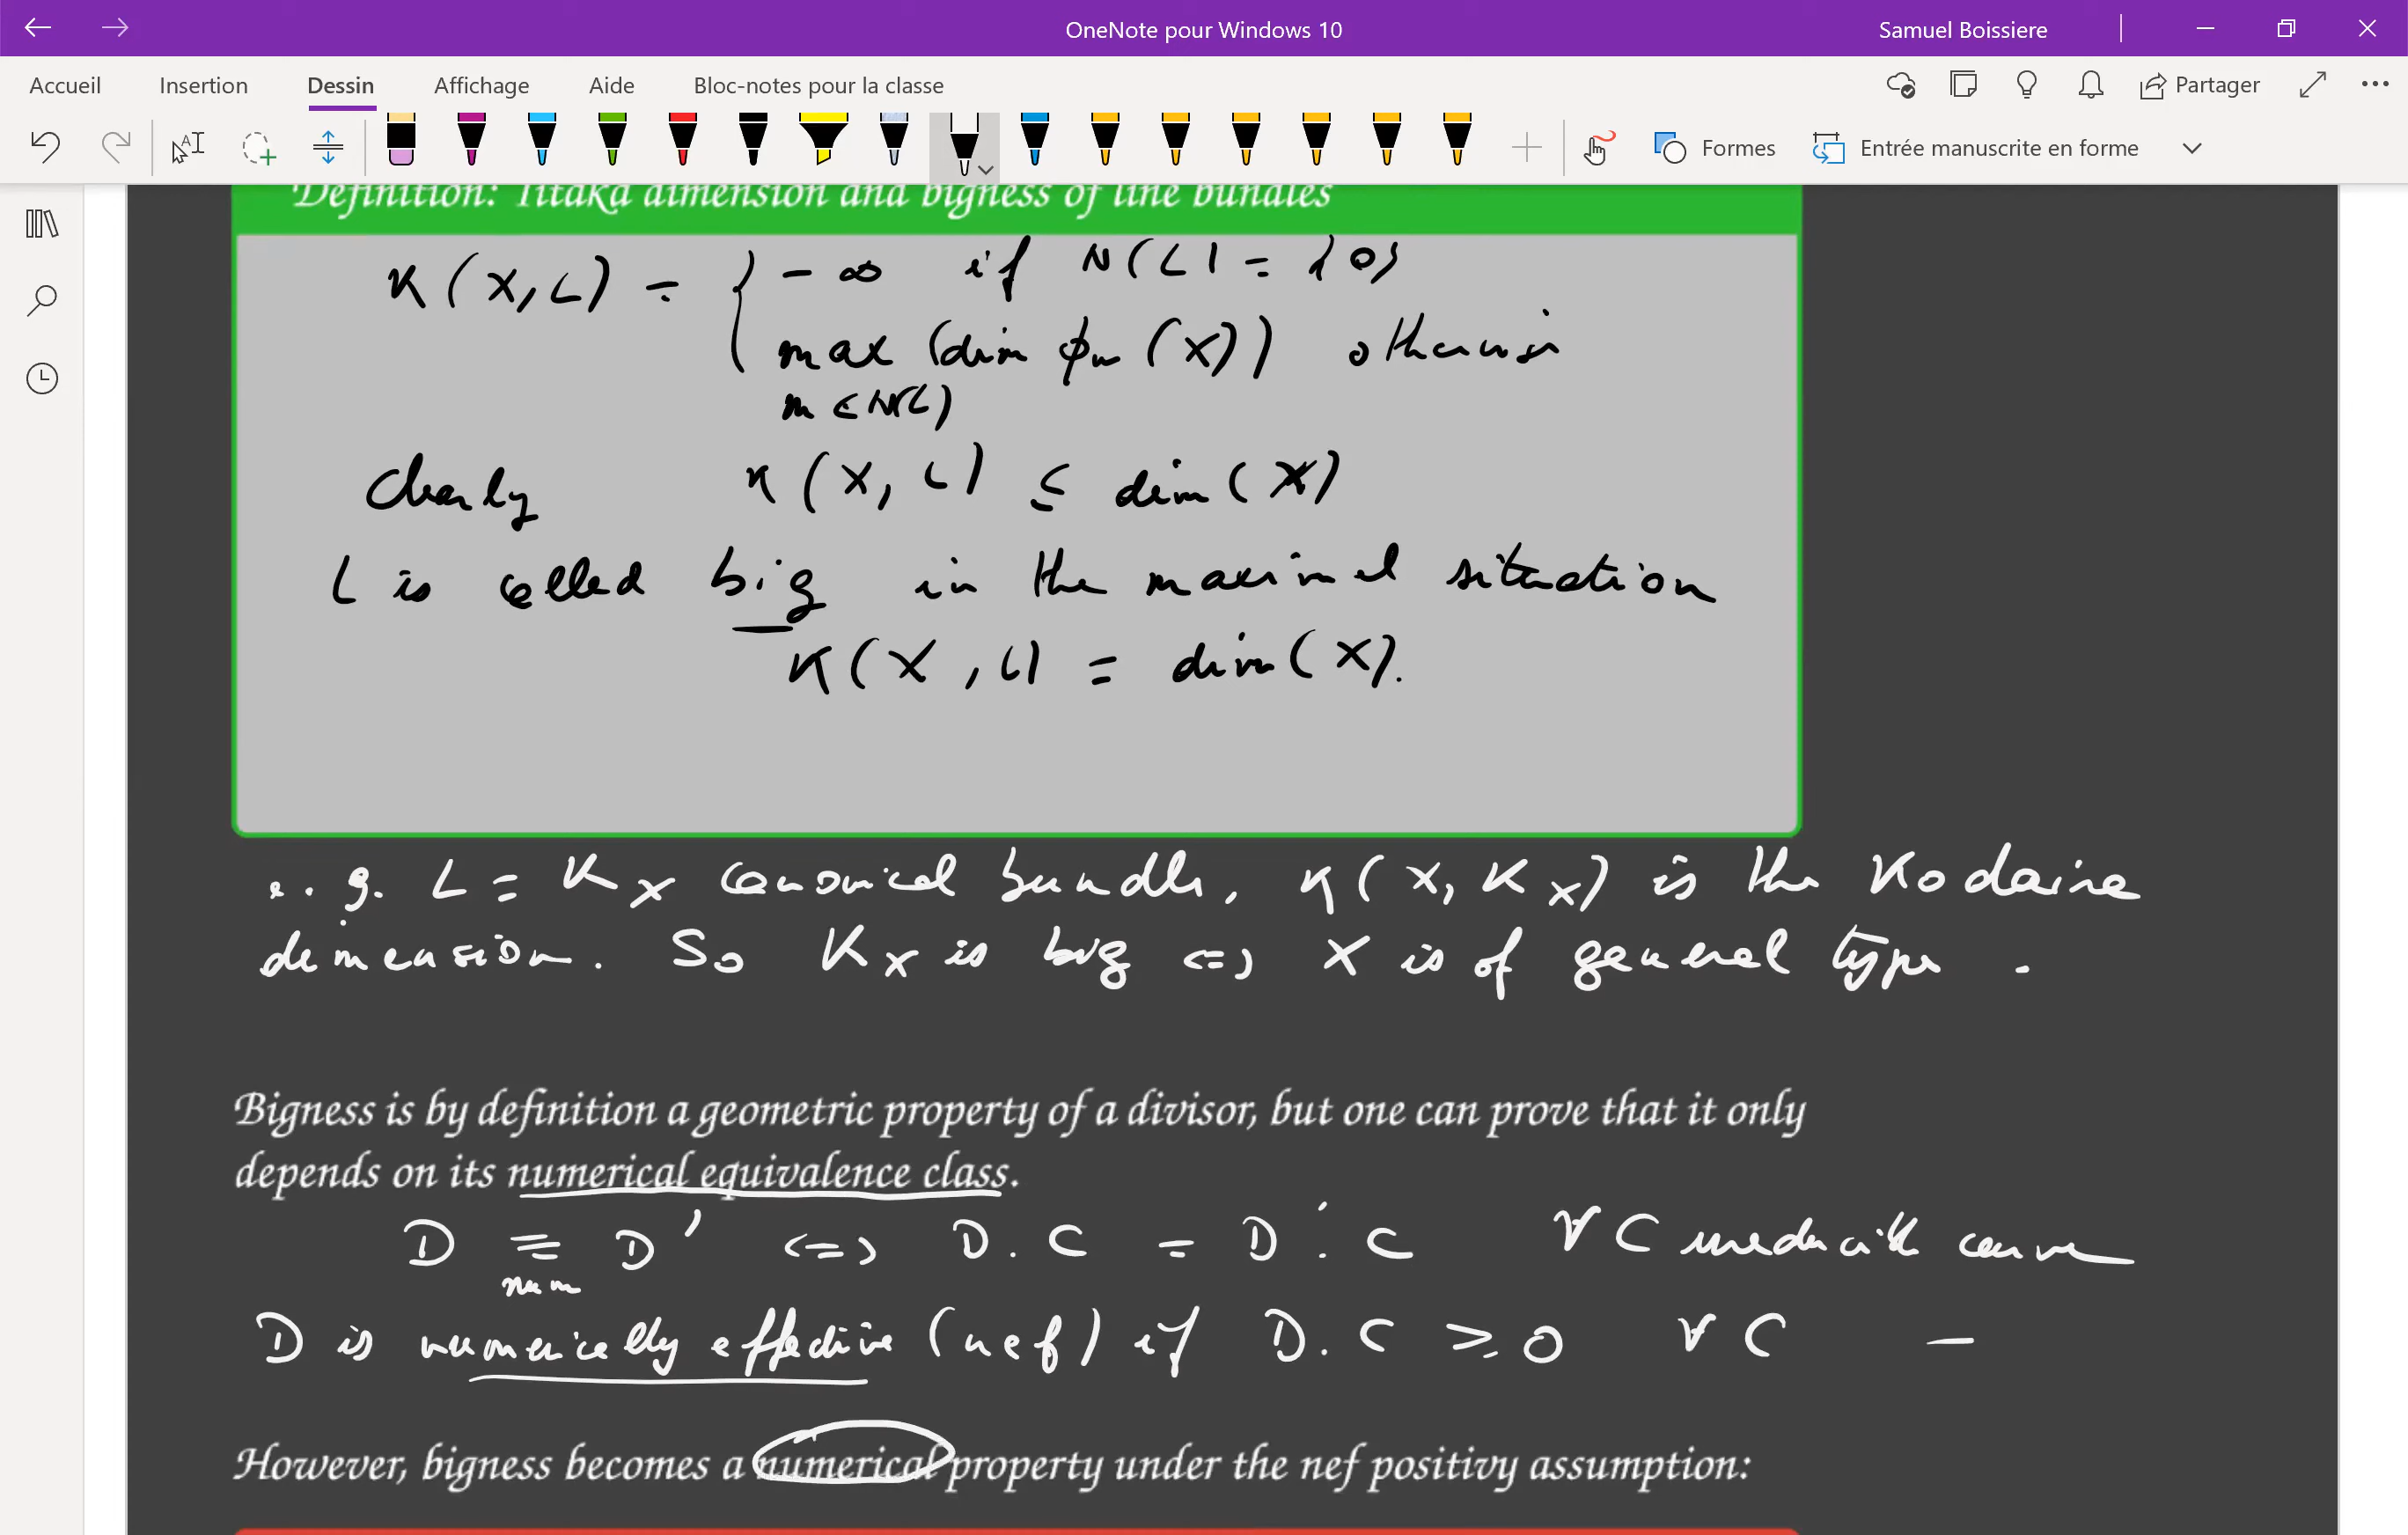 OneNote pour Windows 10
Samuel Boissiere
Accueil Insertion Dessin Affichage Aide Bloc-notes pour la classe Partager
Formes Entrée manuscrite en forme
Definition: Iitaka dimension and bigness of line bundles
κ(X,L) = { -∞ if N(L) = {0}
max (dim ϕm (X)) otherwise
m ∈ N(L)
Clearly κ(X, L) ≤ dim(X)
L is called big in the maximal situation
κ(X, L) = dim(X).
e.g. L = K_X canonical bundle, κ(X, K_X) is the Kodaira
dimension. So K_X is big <=> X is of general type.
Bigness is by definition a geometric property of a divisor, but one can prove that it only
depends on its numerical equivalence class.
D ≡ D' <=> D.C = D'.C ∀ C irreducible curve
num
D is numerically effective (nef) if D.C ≥ 0 ∀ C —
However, bigness becomes a numerical property under the nef positivy assumption: